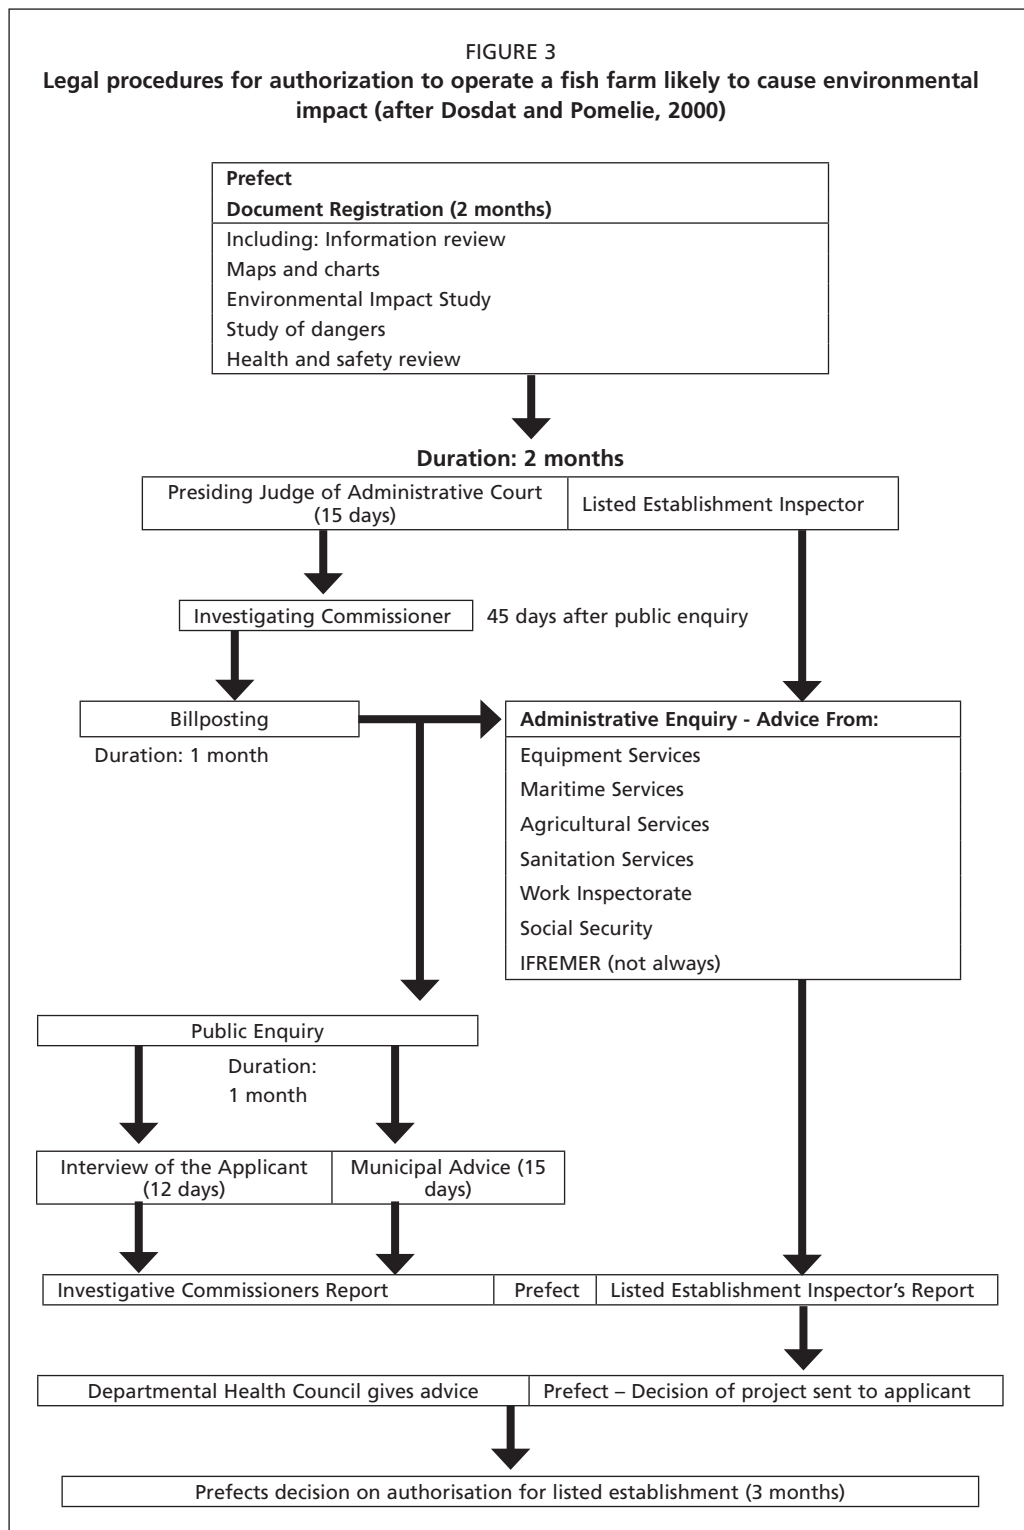 FIGURE 3
Legal procedures for authorization to operate a fish farm likely to cause environmental
impact (after Dosdat and Pomelie, 2000)
Prefect
Document Registration (2 months)
Including: Information review
Maps and charts
Environmental Impact Study
Study of dangers
Health and safety review
Duration: 2 months
Presiding Judge of Administrative Court
(15 days)
Listed Establishment Inspector
Investigating Commissioner
45 days after public enquiry
Billposting
Duration: 1 month
Administrative Enquiry - Advice From:
Equipment Services
Maritime Services
Agricultural Services
Sanitation Services
Work Inspectorate
Social Security
IFREMER (not always)
Public Enquiry
Duration:
1 month
Interview of the Applicant
(12 days)
Municipal Advice (15
days)
Investigative Commissioners Report
Prefect
Listed Establishment Inspector's Report
Departmental Health Council gives advice
Prefect – Decision of project sent to applicant
Prefects decision on authorisation for listed establishment (3 months)